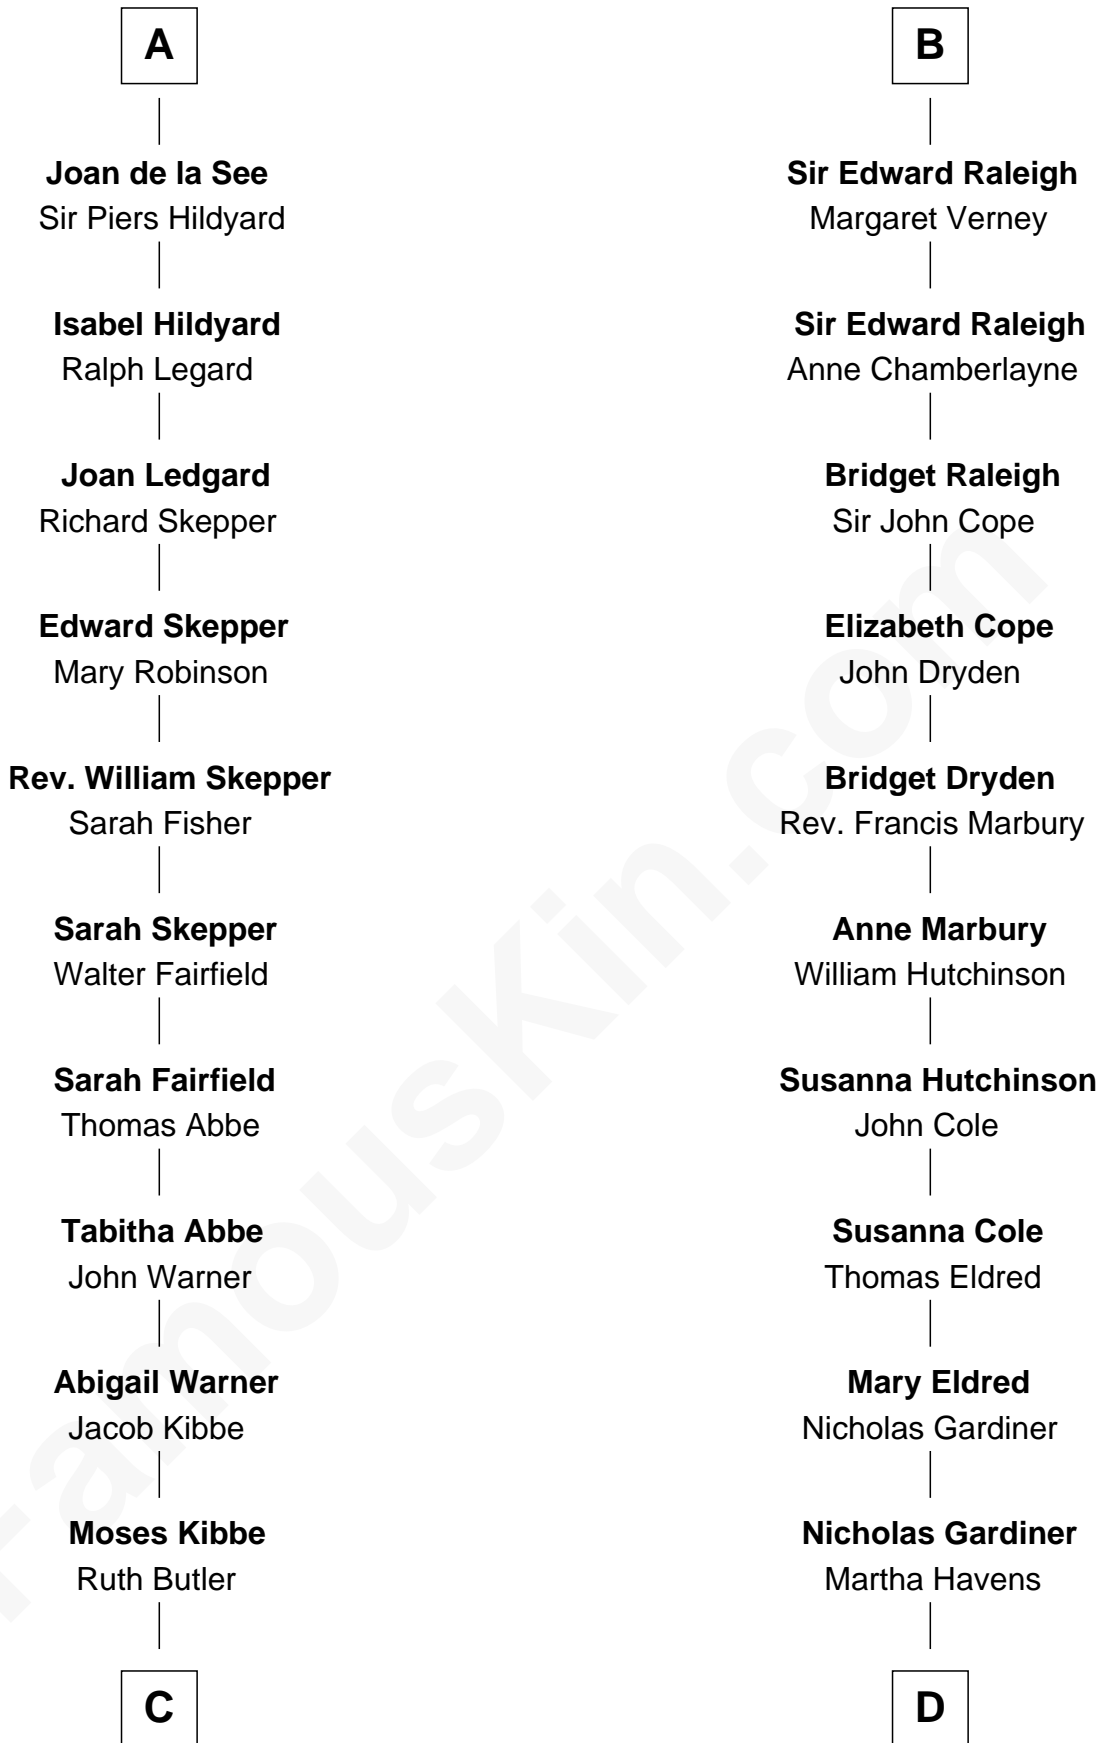 A
Joan de la See
Sir Piers Hildyard
Isabel Hildyard
Ralph Legard
Joan Ledgard
Richard Skepper
Edward Skepper
Mary Robinson
Rev. William Skepper
Sarah Fisher
Sarah Skepper
Walter Fairfield
Sarah Fairfield
Thomas Abbe
Tabitha Abbe
John Warner
Abigail Warner
Jacob Kibbe
Moses Kibbe
Ruth Butler
C
B
Sir Edward Raleigh
Margaret Verney
Sir Edward Raleigh
Anne Chamberlayne
Bridget Raleigh
Sir John Cope
Elizabeth Cope
John Dryden
Bridget Dryden
Rev. Francis Marbury
Anne Marbury
William Hutchinson
Susanna Hutchinson
John Cole
Susanna Cole
Thomas Eldred
Mary Eldred
Nicholas Gardiner
Nicholas Gardiner
Martha Havens
D
FamousKin.com